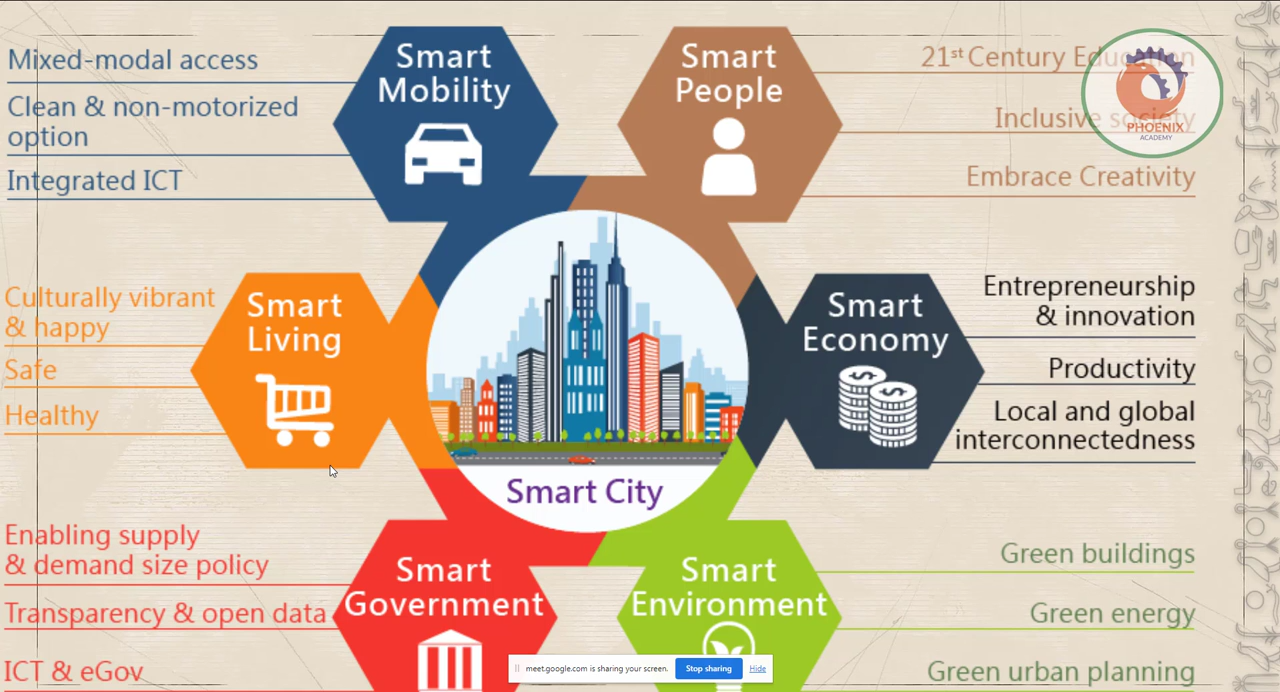 Mixed-modal access
Clean & non-motorized
option
Integrated ICT
Smart
Mobility
Smart
People
21st Century Education
Inclusive society
Embrace Creativity
PHOENIX
ACADEMY
Culturally vibrant
& happy
Safe
Healthy
Smart
Living
Smart
Economy
Entrepreneurship
& innovation
Productivity
Local and global
interconnectedness
Smart City
Enabling supply
& demand size policy
Transparency & open data
ICT & eGov
Smart
Government
Smart
Environment
Green buildings
Green energy
Green urban planning
meet.google.com is sharing your screen.
Stop sharing
Hide